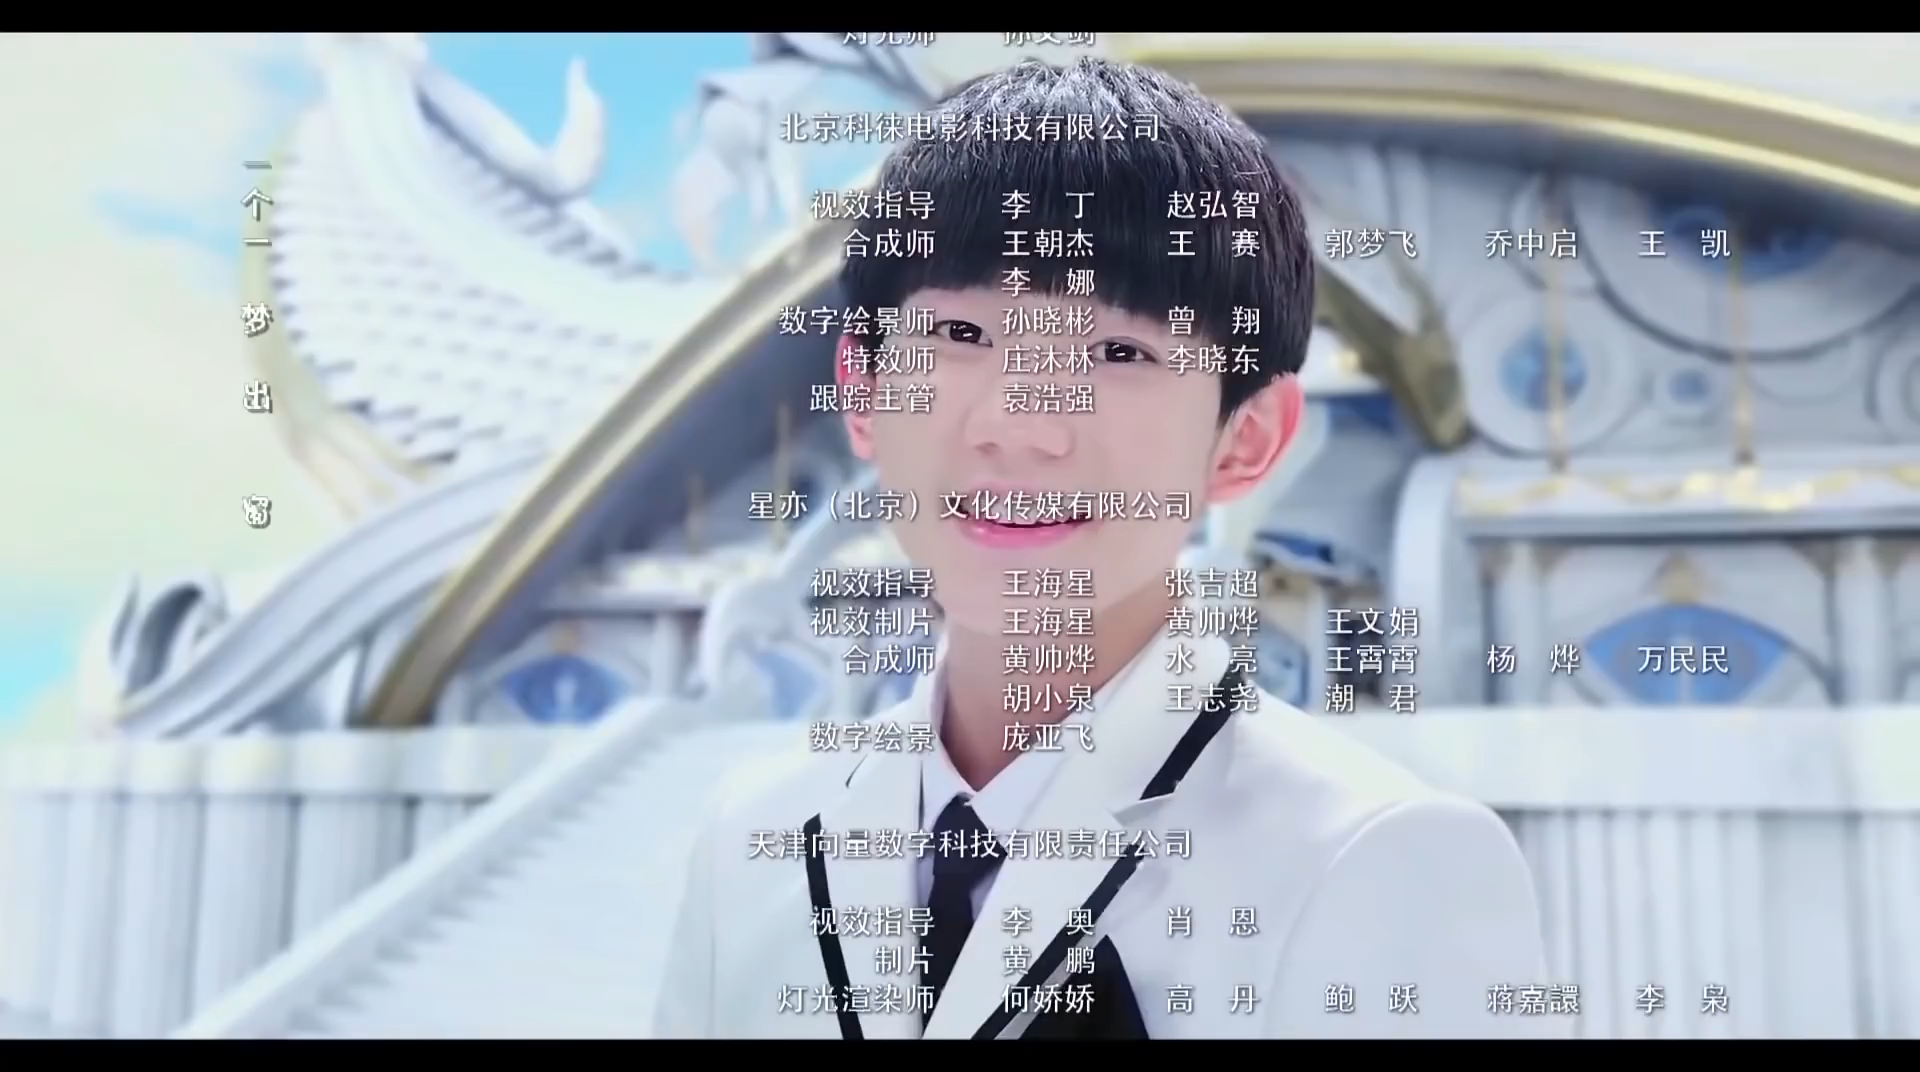 北京科徕电影科技有限公司
视效指导 李 丁 赵弘智
合成师 王朝杰 王 赛 郭梦飞 乔中启 王 凯
李 娜
数字绘景师 孙晓彬 曾 翔
特效师 庄沐林 李晓东
跟踪主管 袁浩强
星亦（北京）文化传媒有限公司
视效指导 王海星 张吉超
视效制片 王海星 黄帅烨 王文娟
合成师 黄帅烨 水 亮 王霄霄 杨 烨 万民民
胡小泉 王志尧 潮 君
数字绘景 庞亚飞
天津向量数字科技有限责任公司
视效指导 李 奥 肖 恩
制片 黄 鹏
灯光渲染师 何娇娇 高 丹 鲍 跃 蒋嘉譞 李 枭
一个一
梦
出